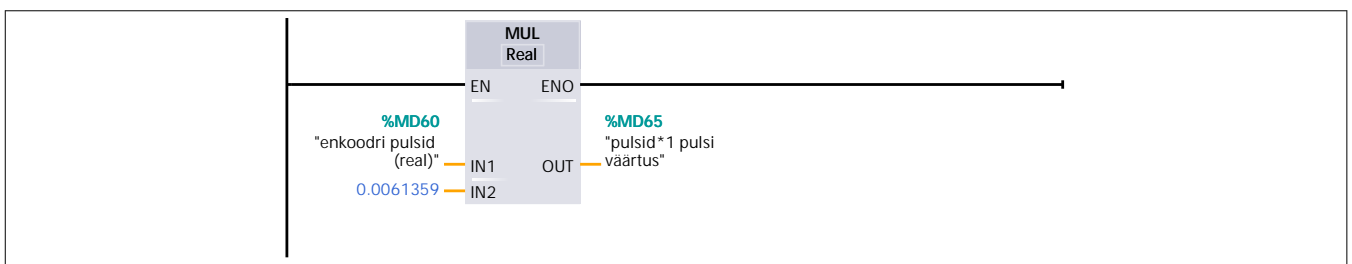 MUL
Real
EN ENO
%MD60
"enkoodri pulsid
(real)"
IN1
0.0061359
IN2
OUT
%MD65
"pulsid*1 pulsi
väärtus"